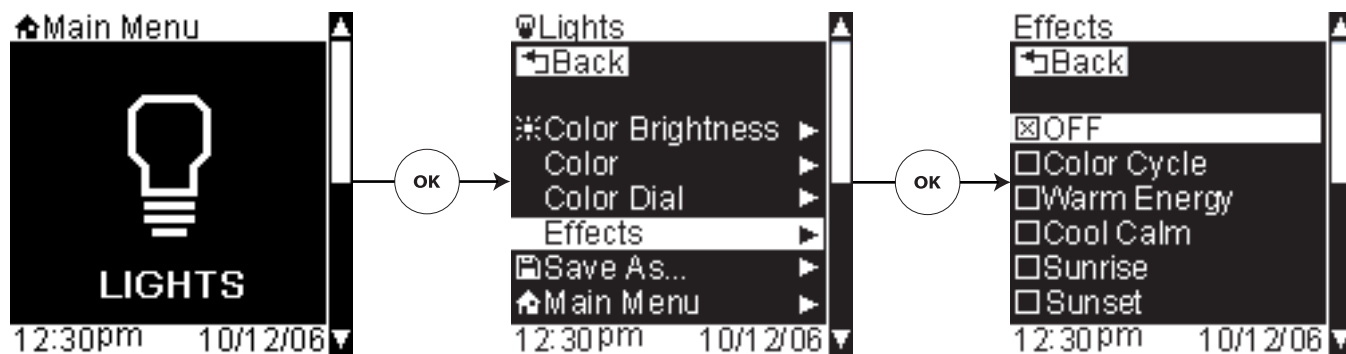 Main Menu
LIGHTS
12:30pm 10/12/06
OK
Lights
Back
Color Brightness
Color
Color Dial
Effects
Save As...
Main Menu
12:30pm 10/12/06
OK
Effects
Back
OFF
Color Cycle
Warm Energy
Cool Calm
Sunrise
Sunset
12:30pm 10/12/06